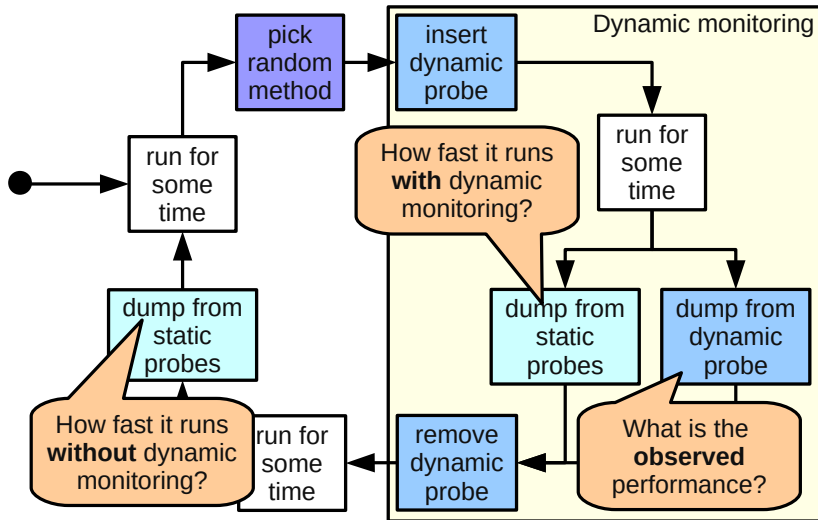 Dynamic monitoring
pick
random
method
insert
dynamic
probe
run for
some
time
run for
some
time
How fast it runs
with dynamic
monitoring?
dump from
static
probes
dump from
static
probes
dump from
dynamic
probe
How fast it runs
without dynamic
monitoring?
run for
some
time
remove
dynamic
probe
What is the
observed
performance?